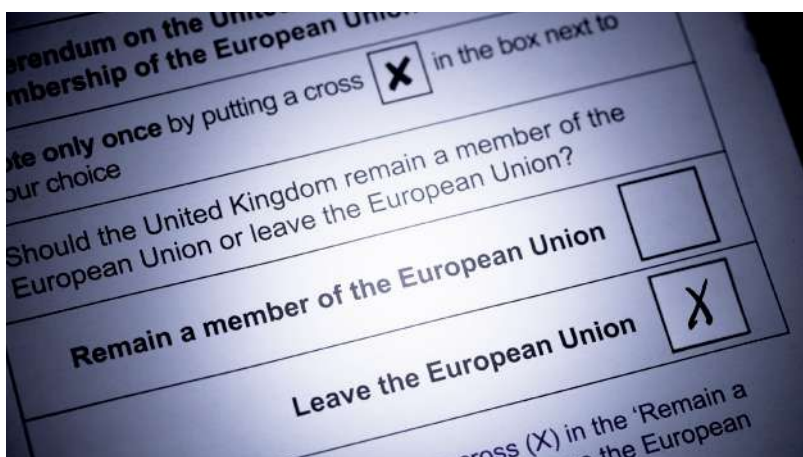 erendum on the Unit
mbership of the European Union
ote only once by putting a cross X in the box next to
our choice
Should the United Kingdom remain a member of the
European Union or leave the European Union?
Remain a member of the European Union
Leave the European Union X
ross (X) in the ‘Remain a
the European